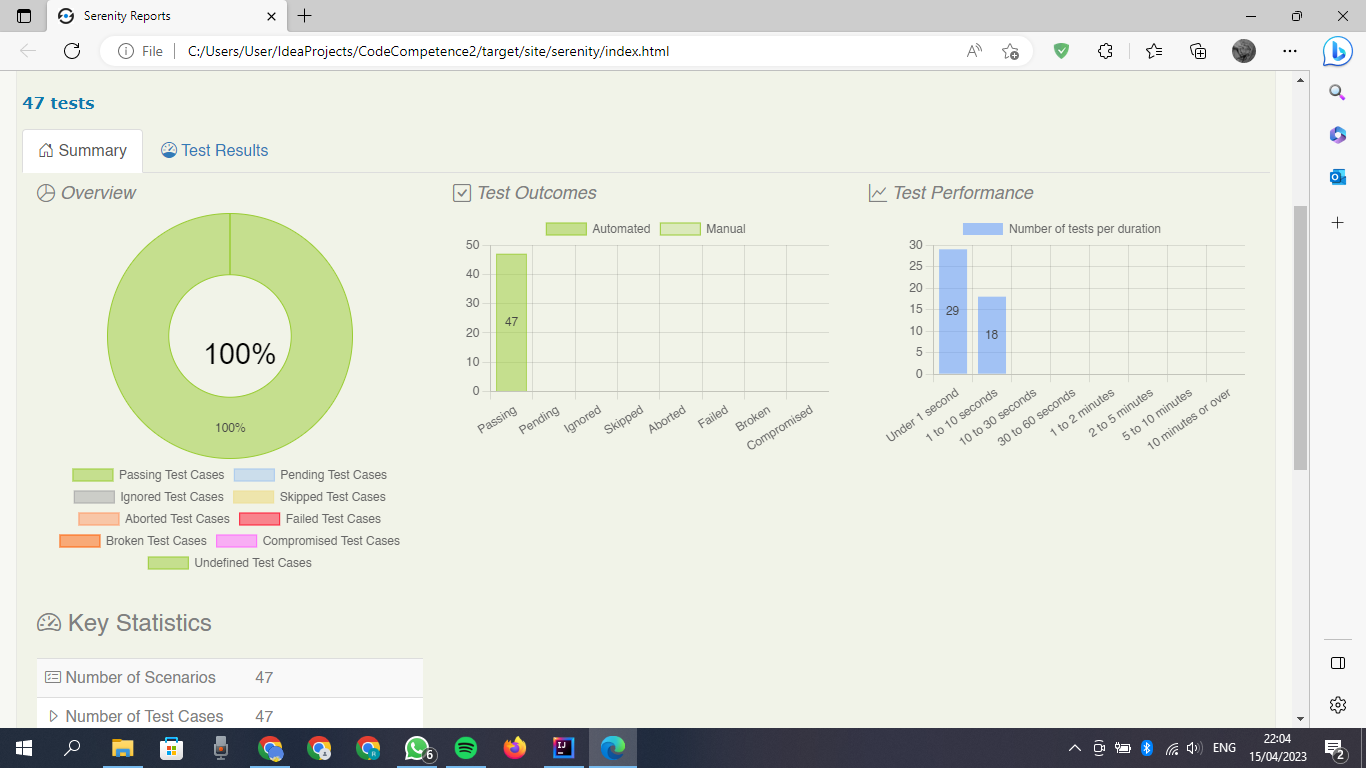 Serenity Reports
File C:/Users/User/IdeaProjects/CodeCompetence2/target/site/serenity/index.html
47 tests
Summary Test Results
Overview
100%
100%
Passing Test Cases Pending Test Cases
Ignored Test Cases Skipped Test Cases
Aborted Test Cases Failed Test Cases
Broken Test Cases Compromised Test Cases
Undefined Test Cases
Test Outcomes
Automated Manual
50
40
30
20
10
0
47
Passing Pending Ignored Skipped Aborted Failed Broken Compromised
Test Performance
Number of tests per duration
30
25
20
15
10
5
0
29
18
Under 1 second 1 to 10 seconds 10 to 30 seconds 30 to 60 seconds 1 to 2 minutes 2 to 5 minutes 5 to 10 minutes 10 minutes or over
Key Statistics
Number of Scenarios 47
Number of Test Cases 47
6
IJ
ENG
22:04
15/04/2023
2